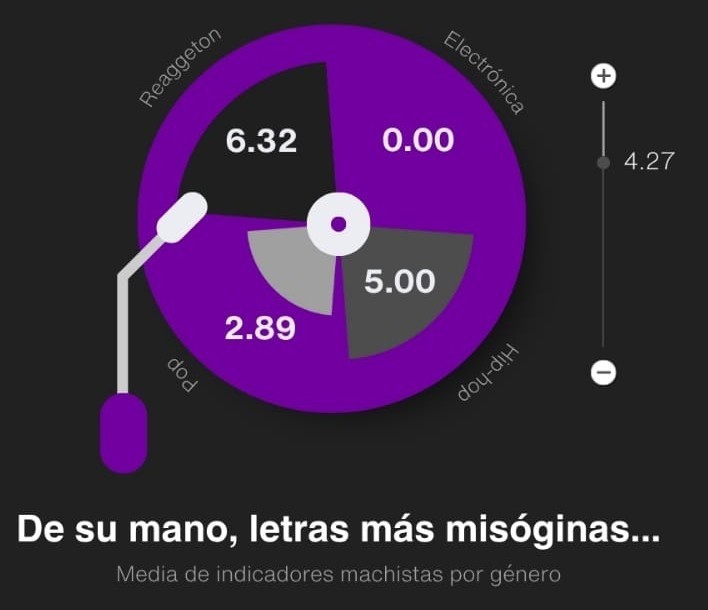 Reaggeton
Electrónica
+
6.32
0.00
4.27
5.00
2.89
Pop
Hip-hop
−
De su mano, letras más misóginas...
Media de indicadores machistas por género